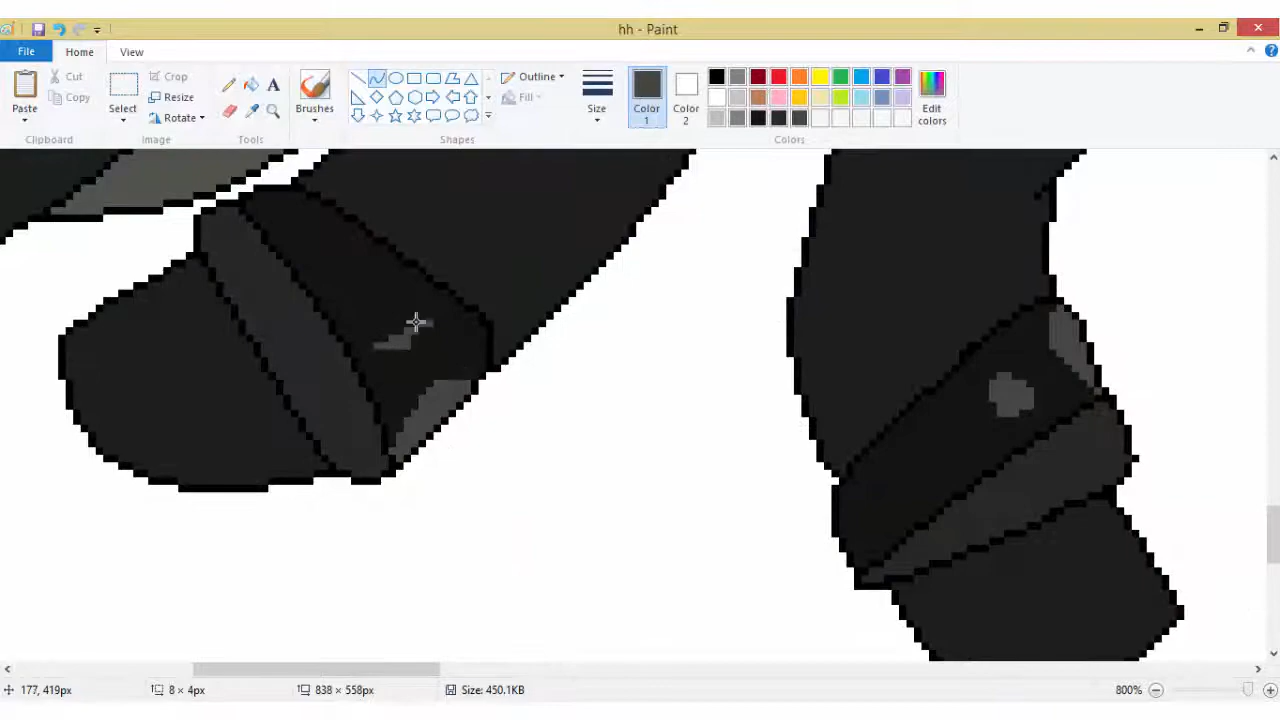 hh - Paint
File Home View
Paste
Cut
Copy
Clipboard
Select
Crop
Resize
Rotate
Image
A
Tools
Brushes
Outline
Fill
Shapes
Size
Color
1
Color
2
Edit
colors
Colors
177, 419px
8 × 4px
838 × 558px
Size: 450.1KB
800%